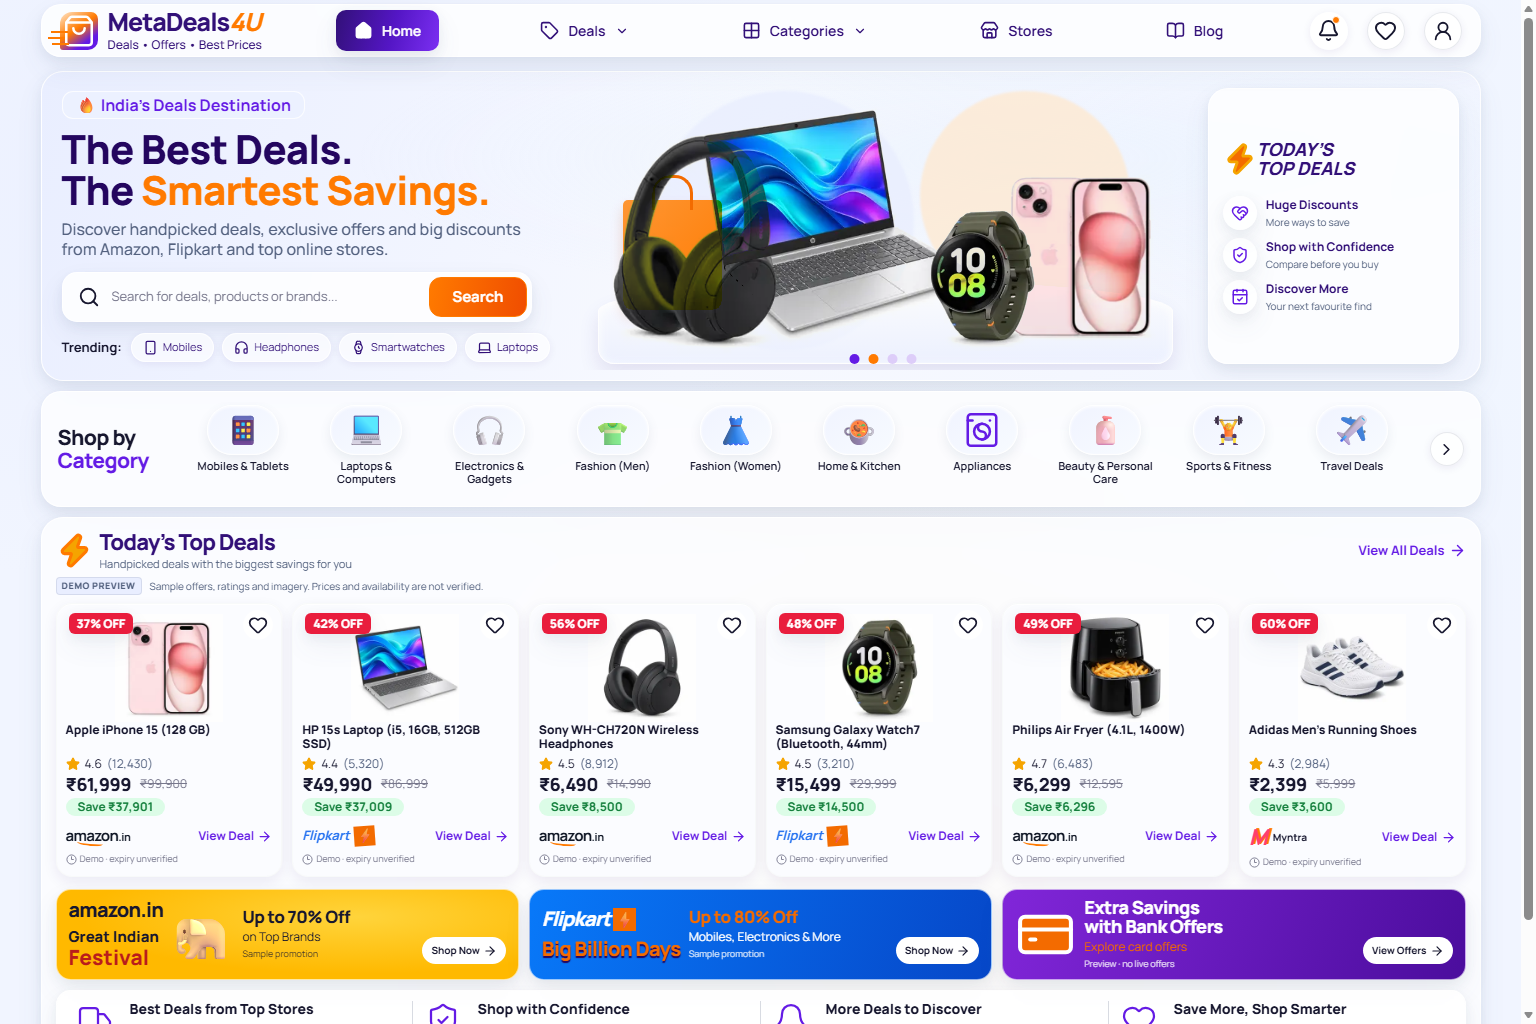 MetaDeals4U
Deals • Offers • Best Prices
Home
Deals
Categories
Stores
Blog
India's Deals Destination
The Best Deals.
The Smartest Savings.
Discover handpicked deals, exclusive offers and big discounts
from Amazon, Flipkart and top online stores.
Search for deals, products or brands...
Search
Trending:
Mobiles
Headphones
Smartwatches
Laptops
10
08
TODAY'S
TOP DEALS
Huge Discounts
More ways to save
Shop with Confidence
Compare before you buy
Discover More
Your next favourite find
Shop by
Category
Mobiles & Tablets
Laptops &
Computers
Electronics &
Gadgets
Fashion (Men)
Fashion (Women)
Home & Kitchen
Appliances
Beauty & Personal
Care
Sports & Fitness
Travel Deals
Today's Top Deals
Handpicked deals with the biggest savings for you
View All Deals
DEMO PREVIEW
Sample offers, ratings and imagery. Prices and availability are not verified.
37% OFF
Apple iPhone 15 (128 GB)
4.6 (12,430)
₹61,999 ₹99,900
Save ₹37,901
amazon.in
View Deal
Demo · expiry unverified
42% OFF
HP 15s Laptop (i5, 16GB, 512GB
SSD)
4.4 (5,320)
₹49,990 ₹86,999
Save ₹37,009
Flipkart
View Deal
Demo · expiry unverified
56% OFF
Sony WH-CH720N Wireless
Headphones
4.5 (8,912)
₹6,490 ₹14,990
Save ₹8,500
amazon.in
View Deal
Demo · expiry unverified
48% OFF
10
08
Samsung Galaxy Watch7
(Bluetooth, 44mm)
4.5 (3,210)
₹15,499 ₹29,999
Save ₹14,500
Flipkart
View Deal
Demo · expiry unverified
49% OFF
Philips Air Fryer (4.1L, 1400W)
4.7 (6,483)
₹6,299 ₹12,595
Save ₹6,296
amazon.in
View Deal
Demo · expiry unverified
60% OFF
Adidas Men's Running Shoes
4.3 (2,984)
₹2,399 ₹5,999
Save ₹3,600
Myntra
View Deal
Demo · expiry unverified
amazon.in
Great Indian
Festival
Up to 70% Off
on Top Brands
Sample promotion
Shop Now
Flipkart
Big Billion Days
Up to 80% Off
Mobiles, Electronics & More
Sample promotion
Shop Now
Extra Savings
with Bank Offers
Explore card offers
Preview · no live offers
View Offers
Best Deals from Top Stores
Shop with Confidence
More Deals to Discover
Save More, Shop Smarter